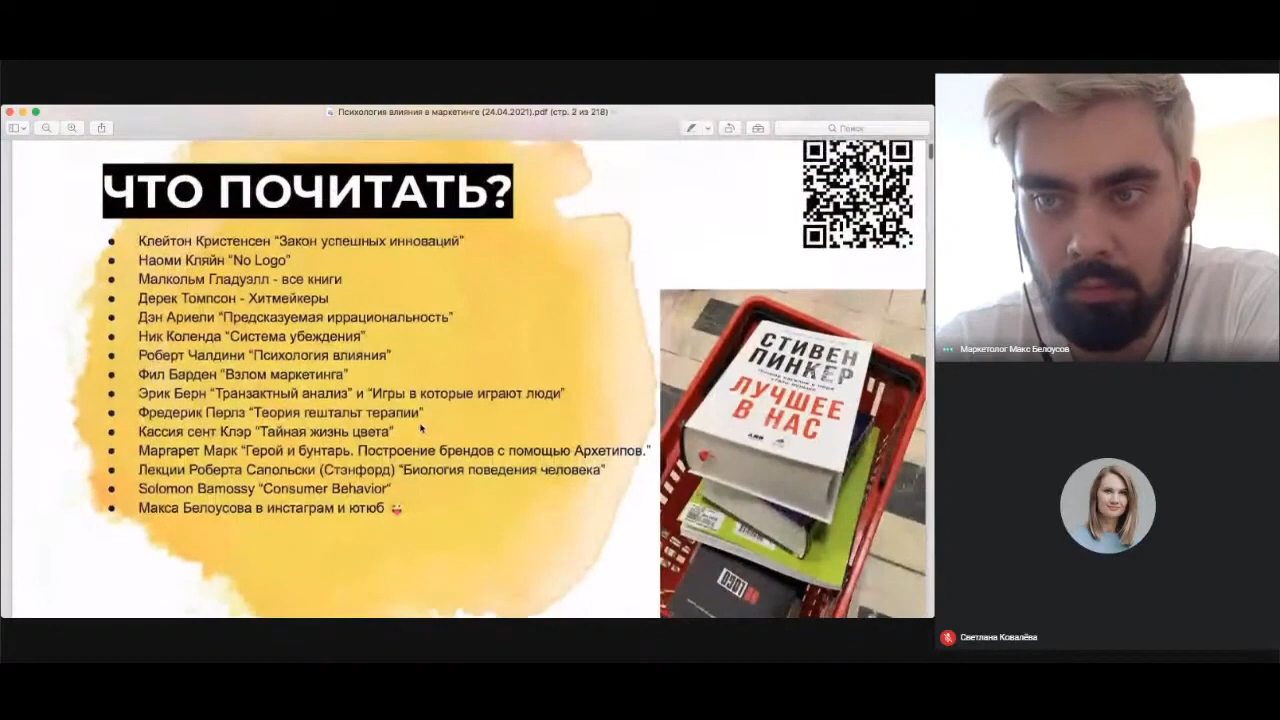 Психология влияния в маркетинге (24.04.2021).pdf (стр. 2 из 218)
Поиск
ЧТО ПОЧИТАТЬ?
Клейтон Кристенсен “Закон успешных инноваций”
Наоми Кляйн “No Logo”
Малкольм Гладуэлл - все книги
Дерек Томпсон - Хитмейкеры
Дэн Ариели “Предсказуемая иррациональность”
Ник Коленда “Система убеждения”
Роберт Чалдини “Психология влияния”
Фил Барден “Взлом маркетинга”
Эрик Берн “Транзактный анализ” и “Игры в которые играют люди”
Фредерик Перлз “Теория гештальт терапии”
Кассия сент Клэр “Тайная жизнь цвета”
Маргарет Марк “Герой и бунтарь. Построение брендов с помощью Архетипов.”
Лекции Роберта Сапольски (Стэнфорд) “Биология поведения человека”
Solomon Bamossy “Consumer Behavior”
Макса Белоусова в инстаграм и ютюб 😝
СТИВЕН
ПИНКЕР
ЛУЧШЕЕ
В НАС
Маркетолог Макс Белоусов
Светлана Ковалёва